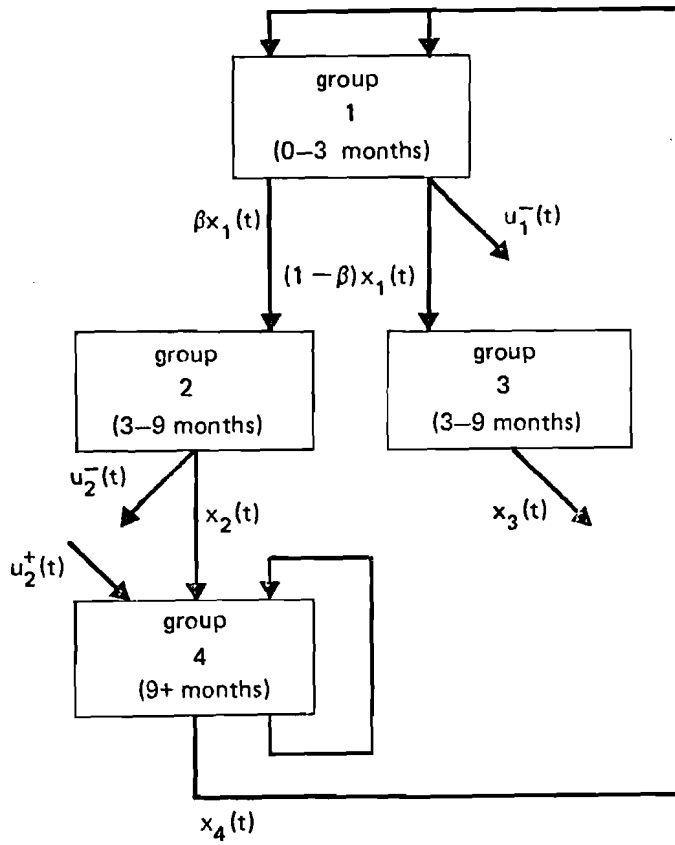 group
1
(0–3 months)
βx₁(t)
(1 – β)x₁(t)
u₁⁻(t)
group
2
(3–9 months)
group
3
(3–9 months)
u₂⁻(t)
x₂(t)
x₃(t)
u₂⁺(t)
group
4
(9+ months)
x₄(t)